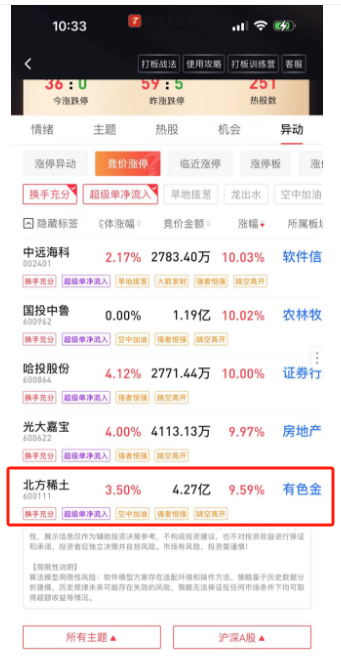 10:33
打板战法 使用攻略 打板训练营 客服
36:0 59:5 251
今涨跌停 昨涨跌停 热股数
情绪 主题 热股 机会 异动
涨停异动 竞价涨停 临近涨停 涨停板
换手充分 超级单净流入 旱地拔葱 龙出水 空中加油
隐藏标签 竞价金额 涨幅 所属板块
中远海科 2.17% 2783.40万 10.03% 软件信
002401
换手充分 超级单净流入 旱地拔葱 火箭发射 强者恒强 跳空高开
国投中鲁 0.00% 1.19亿 10.02% 农林牧
600962
换手充分 超级单净流入 空中加油 强者恒强 跳空高开
哈投股份 4.12% 2771.44万 10.00% 证券行
600864
换手充分 超级单净流入 强者恒强 跳空高开
光大嘉宝 4.00% 4113.13万 9.97% 房地产
600622
换手充分 超级单净流入 强者恒强 跳空高开
北方稀土 3.50% 4.27亿 9.59% 有色金
600111
换手充分 超级单净流入 空中加油 强者恒强 跳空高开
性，展示信息仅作为辅助投资决策参考，不构成投资建议，也不对投资收益进行保证
和承诺，投资者应独立决策并自担风险。市场有风险，投资需谨慎！
【局限性说明】
算法模型局限性风险：软件模型方案存在适配环境和操作方法，策略基于历史数据分
析建模，历史规律未来可能存在失效的风险，策略无法保证在任何市场条件下均可取
得超额收益等情况。
所有主题▲ 沪深A股▲